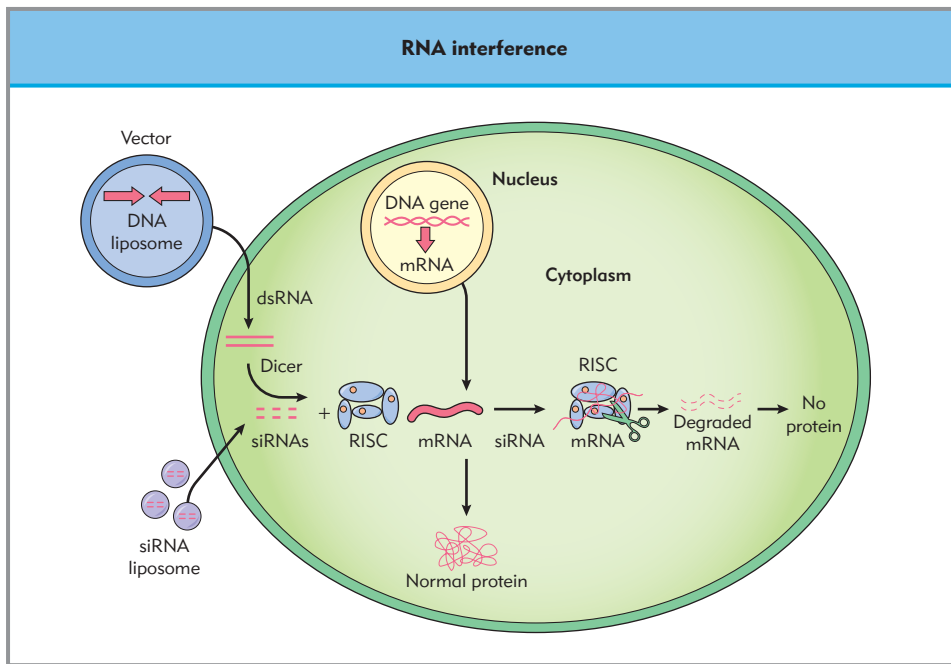 RNA interference
Vector
DNA
liposome
Nucleus
DNA gene
mRNA
Cytoplasm
dsRNA
Dicer
siRNAs
+
RISC
mRNA
siRNA
RISC
mRNA
Degraded
mRNA
No
protein
siRNA
liposome
Normal protein